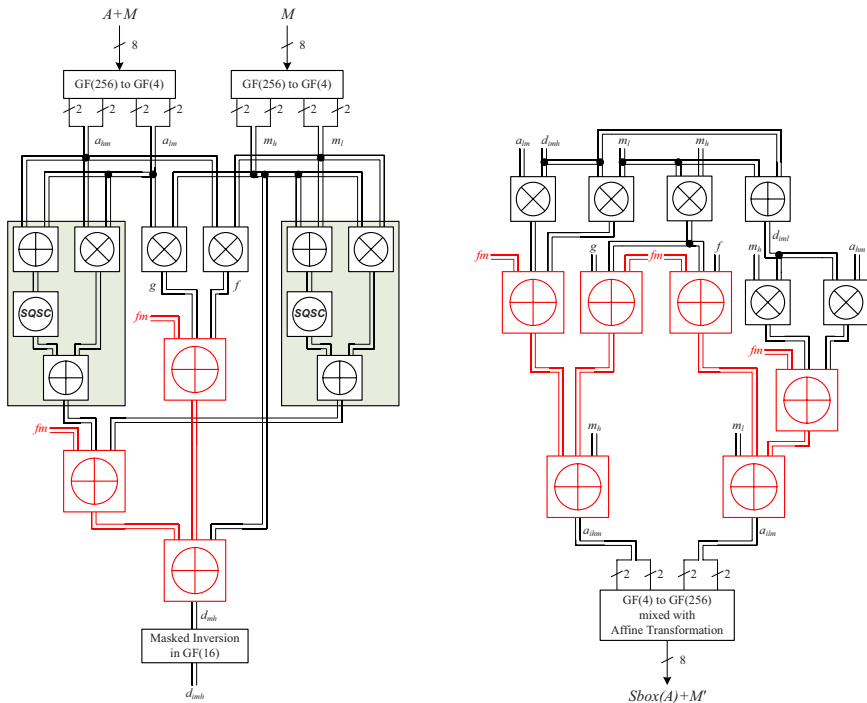 A+M
M
8
8
GF(256) to GF(4)
GF(256) to GF(4)
2
2
2
2
2
2
2
2
a_hm
a_lm
m_h
m_l
g
f
SQSC
SQSC
fm
fm
d_mh
Masked Inversion
in GF(16)
d_imh
a_lm
d_imh
m_l
m_h
d_iml
fm
g
fm
f
m_h
a_hm
fm
m_h
m_l
a_ihm
a_ilm
2
2
2
2
GF(4) to GF(256)
mixed with
Affine Transformation
8
Sbox(A)+M'